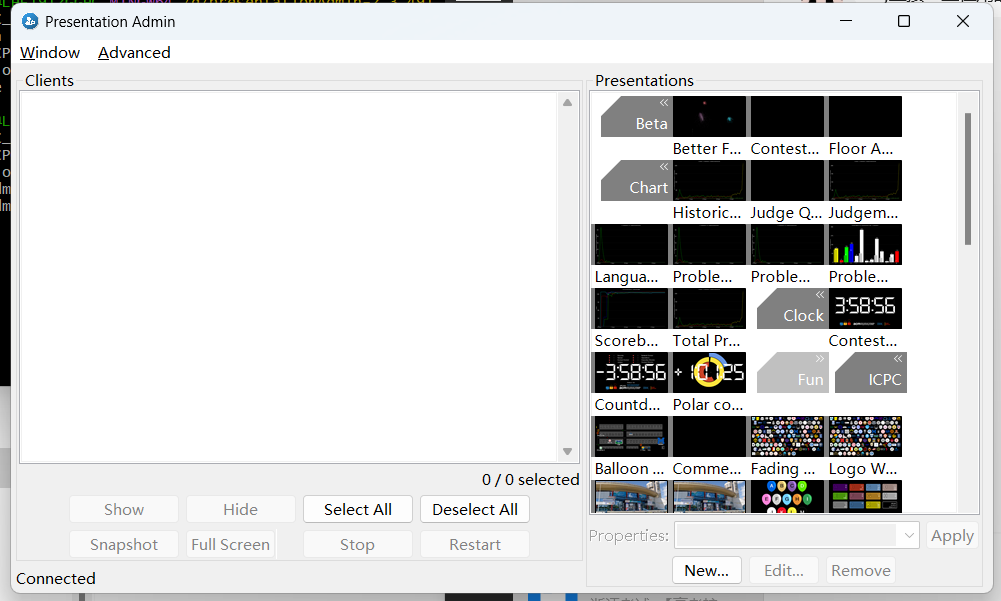 Presentation Admin
Window Advanced
Clients
Presentations
« Beta
Better F... Contest... Floor A...
« Chart
Historic... Judge Q... Judgem...
Langua... Proble... Proble... Proble...
« Clock 3:58:56
Scoreb... Total Pr... Contest...
-3:58:56 » Fun « ICPC
Countd... Polar co...
Balloon ... Comme... Fading ... Logo W...
0 / 0 selected
Show Hide Select All Deselect All
Snapshot Full Screen Stop Restart
Properties: Apply
New... Edit... Remove
Connected